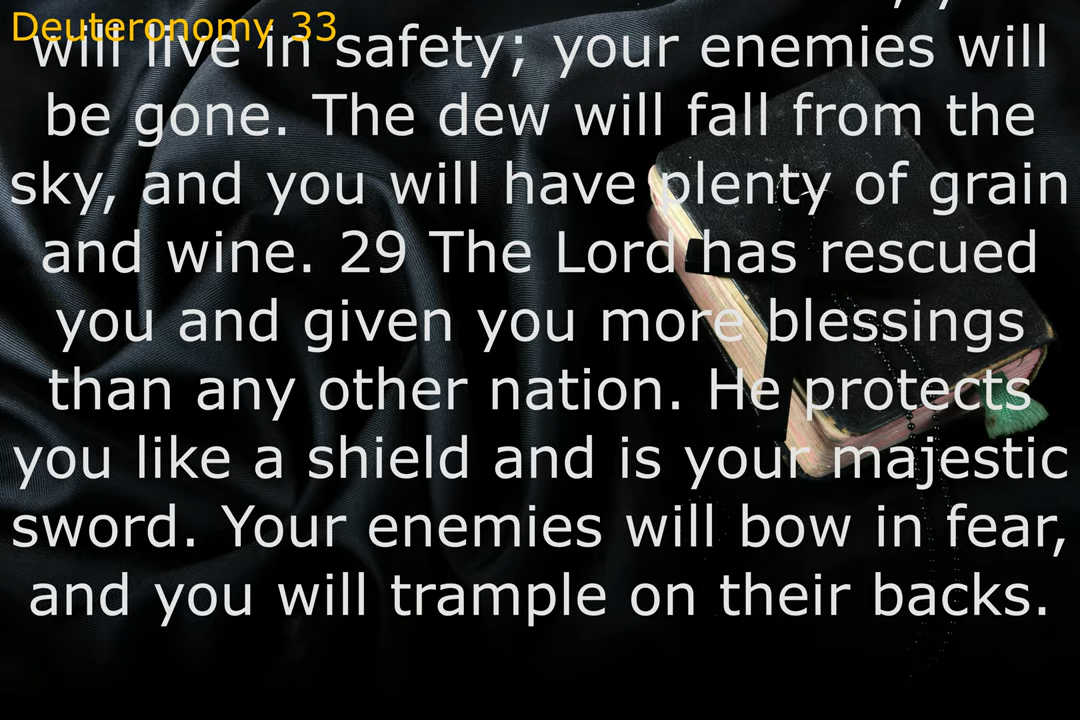 Deuteronomy 33
will live in safety; your enemies will
be gone. The dew will fall from the
sky, and you will have plenty of grain
and wine. 29 The Lord has rescued
you and given you more blessings
than any other nation. He protects
you like a shield and is your majestic
sword. Your enemies will bow in fear,
and you will trample on their backs.